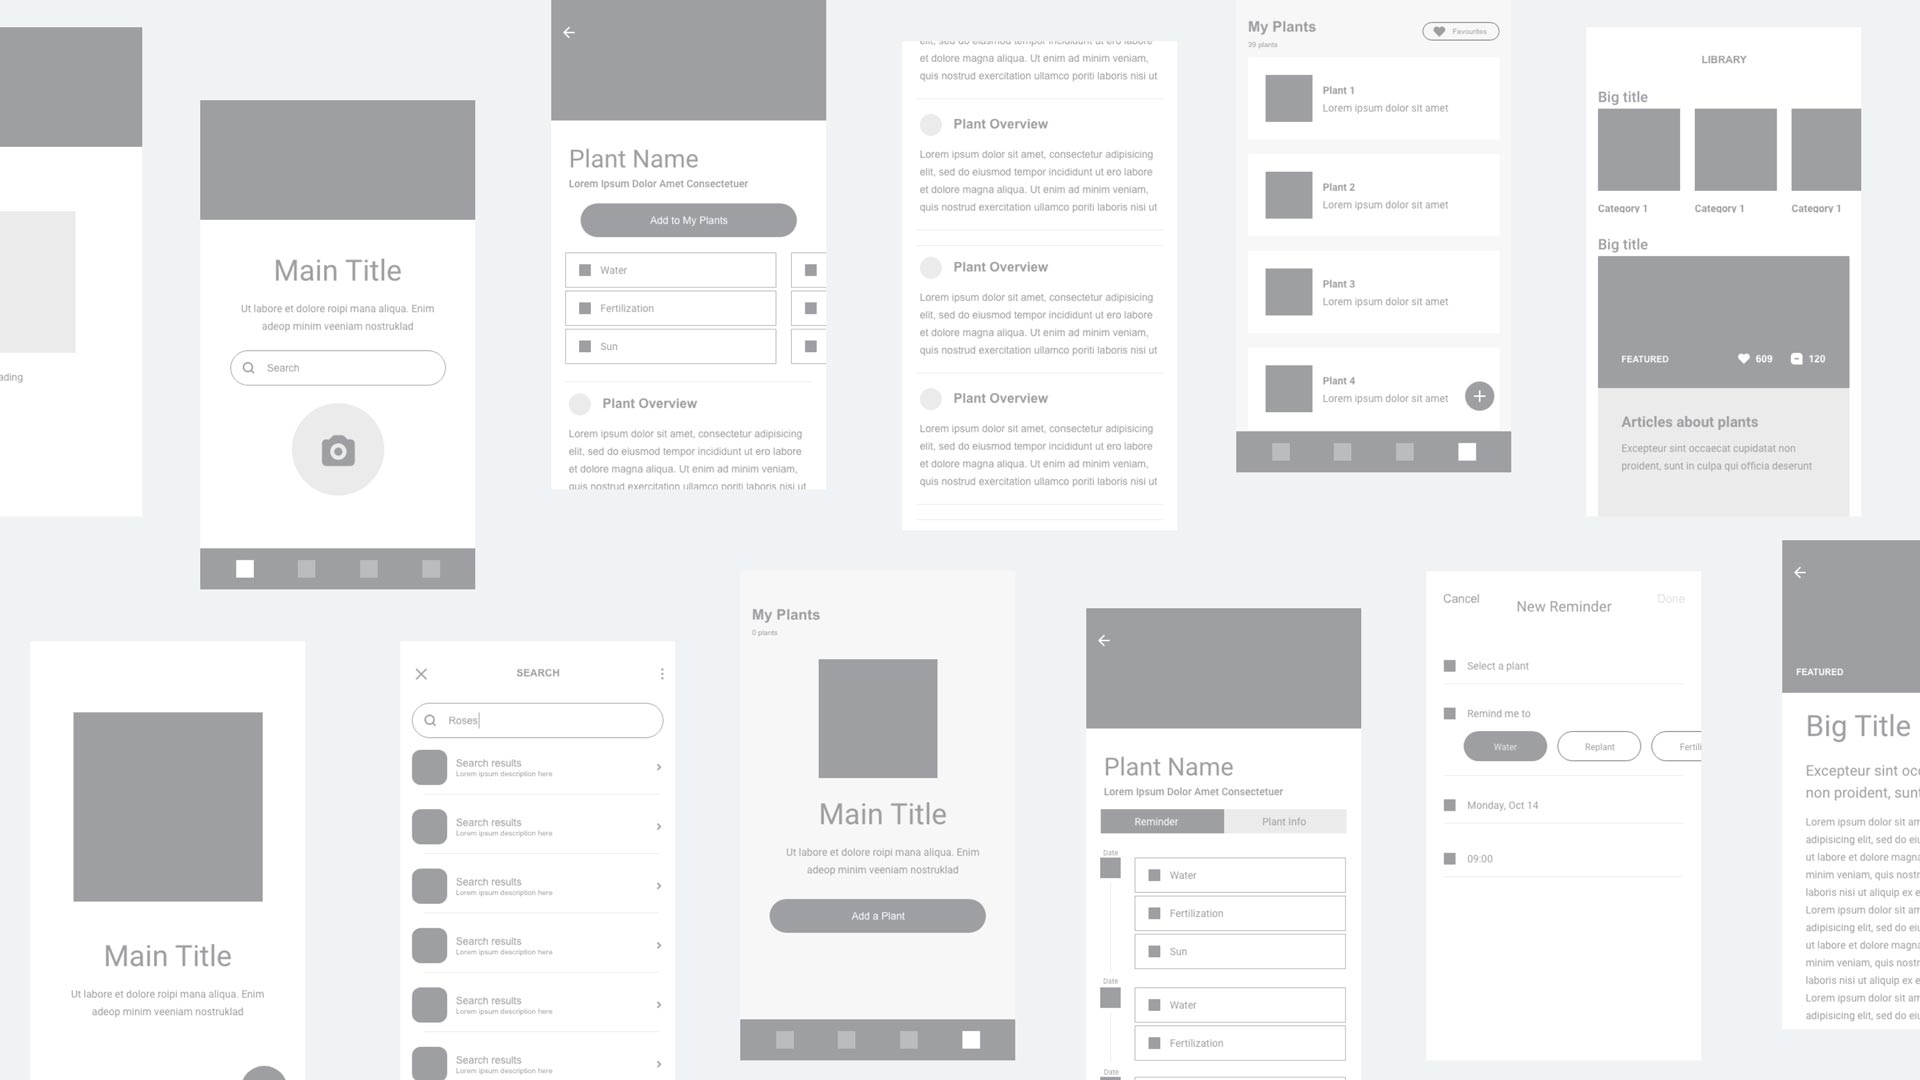 ading
Main Title
Ut labore et dolore roipi mana aliqua. Enim
adeop minim veeniam nostruklad
Search
Plant Name
Lorem Ipsum Dolor Amet Consectetuer
Add to My Plants
Water
Fertilization
Sun
Plant Overview
Lorem ipsum dolor sit amet, consectetur adipisicing
elit, sed do eiusmod tempor incididunt ut eris labore
et dolore magna aliqua. Ut enim ad minim veniam,
quis nostrud exercitation ullamco poriti laboris nisi ut
elit, sed do eiusmod tempor incididunt ut ero labore
et dolore magna aliqua. Ut enim ad minim veniam,
quis nostrud exercitation ullamco poriti laboris nisi ut
Plant Overview
Lorem ipsum dolor sit amet, consectetur adipisicing
elit, sed do eiusmod tempor incididunt ut ero labore
et dolore magna aliqua. Ut enim ad minim veniam,
quis nostrud exercitation ullamco poriti laboris nisi ut
Plant Overview
Lorem ipsum dolor sit amet, consectetur adipisicing
elit, sed do eiusmod tempor incididunt ut ero labore
et dolore magna aliqua. Ut enim ad minim veniam,
quis nostrud exercitation ullamco poriti laboris nisi ut
Plant Overview
Lorem ipsum dolor sit amet, consectetur adipisicing
elit, sed do eiusmod tempor incididunt ut ero labore
et dolore magna aliqua. Ut enim ad minim veniam,
quis nostrud exercitation ullamco poriti laboris nisi ut
My Plants
39 plants
Favourites
Plant 1
Lorem ipsum dolor sit amet
Plant 2
Lorem ipsum dolor sit amet
Plant 3
Lorem ipsum dolor sit amet
Plant 4
Lorem ipsum dolor sit amet
LIBRARY
Big title
Category 1 Category 1 Category 1
Big title
FEATURED 609 120
Articles about plants
Excepteur sint occaecat cupidatat non
proident, sunt in culpa qui officia deserunt
Main Title
Ut labore et dolore roipi mana aliqua. Enim
adeop minim veeniam nostruklad
SEARCH
Roses
Search results
Lorem ipsum description here
Search results
Lorem ipsum description here
Search results
Lorem ipsum description here
Search results
Lorem ipsum description here
Search results
Lorem ipsum description here
Search results
Lorem ipsum description here
My Plants
0 plants
Main Title
Ut labore et dolore roipi mana aliqua. Enim
adeop minim veeniam nostruklad
Add a Plant
Plant Name
Lorem Ipsum Dolor Amet Consectetuer
Reminder Plant Info
Date
Water
Fertilization
Sun
Date
Water
Fertilization
Date
Cancel New Reminder Done
Select a plant
Remind me to
Water Replant Fertili
Monday, Oct 14
09:00
FEATURED
Big Title
Excepteur sint occ
non proident, sunt
Lorem ipsum dolor sit am
adipisicing elit, sed do eiu
ut labore et dolore magna
minim veniam, quis nostr
laboris nisi ut aliquip ex e
Lorem ipsum dolor sit am
adipisicing elit, sed do eiu
ut labore et dolore magna
minim veniam, quis nostr
laboris nisi ut aliquip ex e
Lorem ipsum dolor sit am
adipisicing elit, sed do eiu